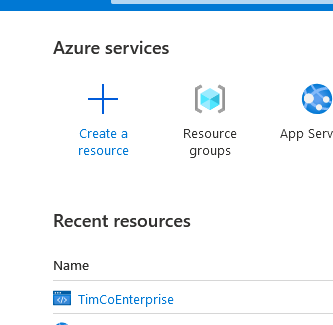 Azure services
Create a
resource
Resource
groups
App Serv
Recent resources
Name
TimCoEnterprise